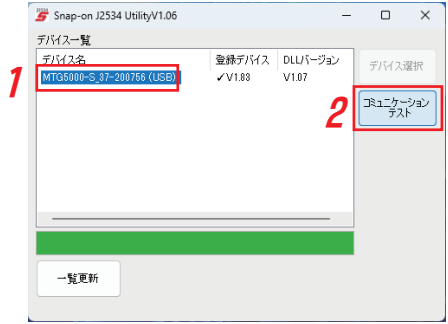 Snap-on J2534 UtilityV1.06
デバイス一覧
デバイス名 登録デバイス DLLバージョン
MTG5000-S_37-200756 (USB) ✓V1.83 V1.07
デバイス選択
1
2
コミュニケーション
テスト
一覧更新